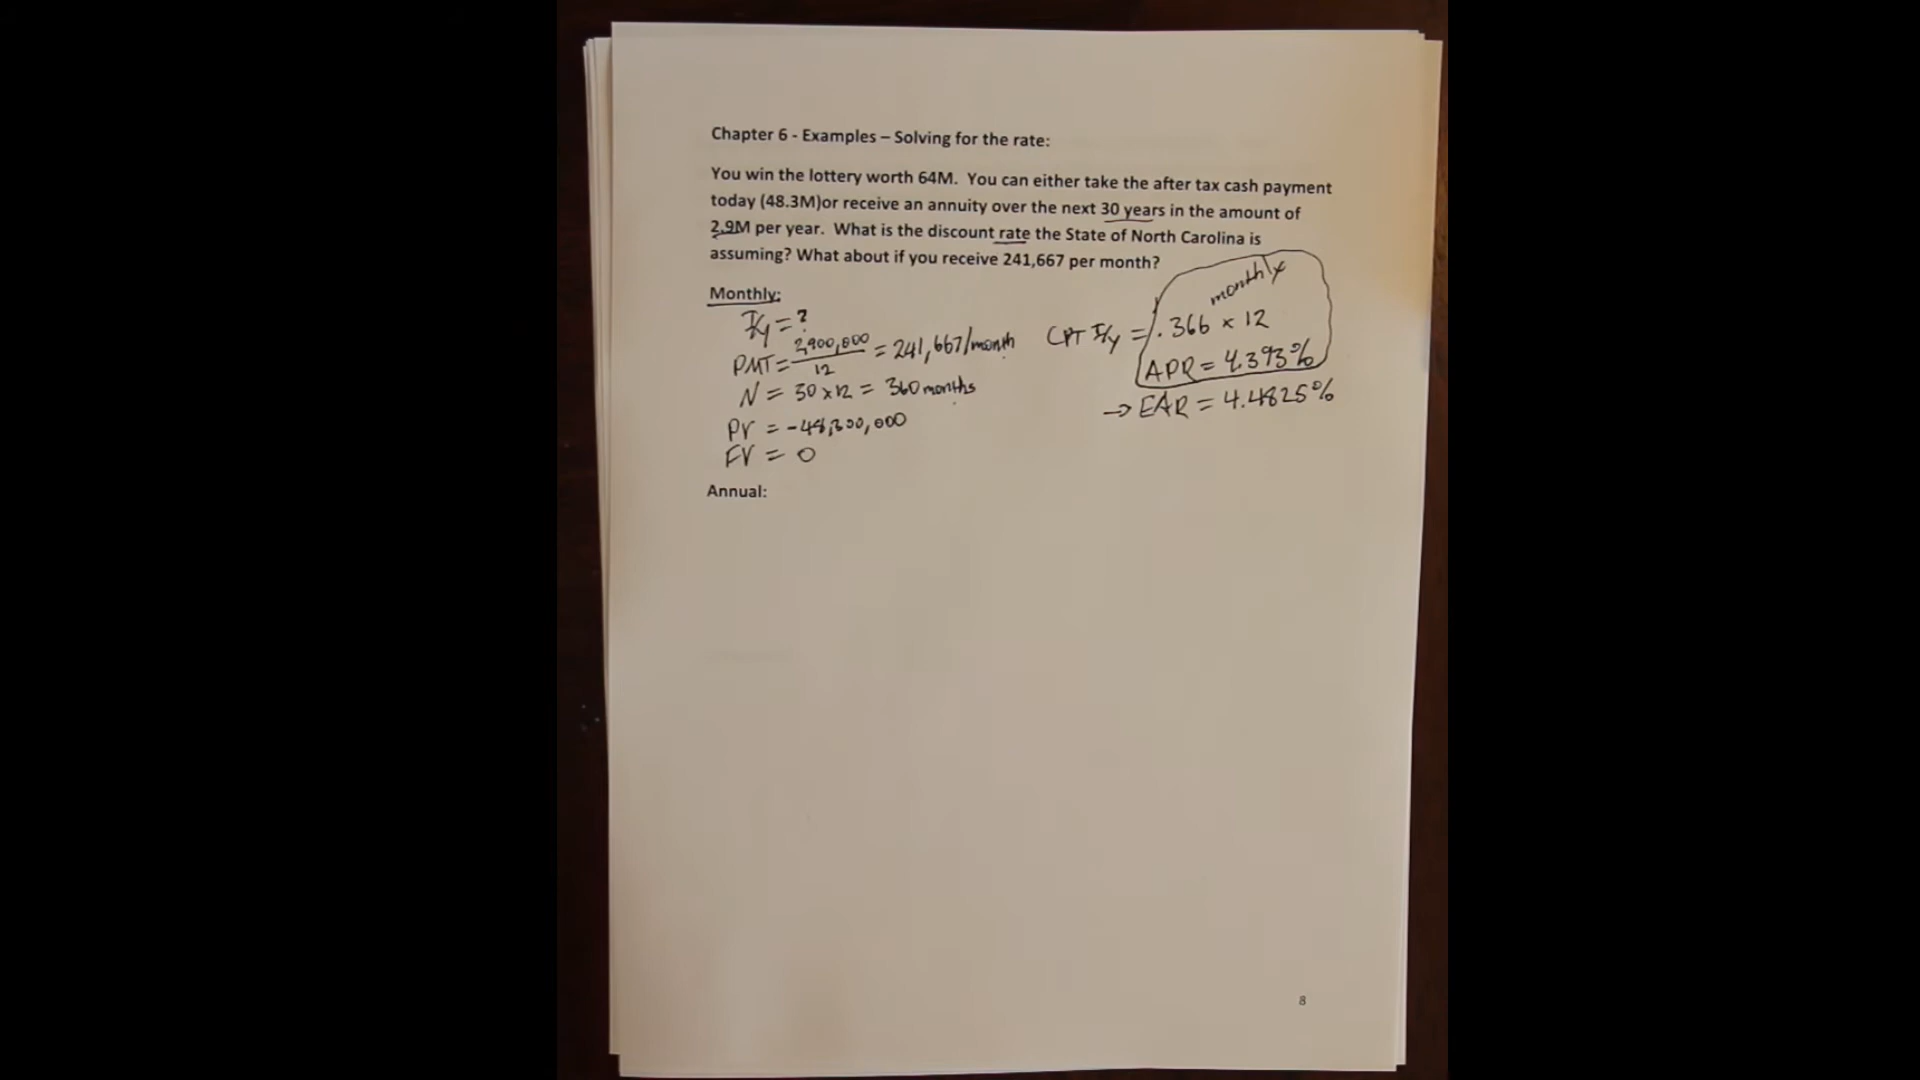 Chapter 6 - Examples – Solving for the rate:
You win the lottery worth 64M. You can either take the after tax cash payment
today (48.3M)or receive an annuity over the next 30 years in the amount of
2.9M per year. What is the discount rate the State of North Carolina is
assuming? What about if you receive 241,667 per month?
Monthly:
I/y = ?
PMT = 2,900,000 / 12 = 241,667/month
N = 30 x 12 = 360 months
PV = -48,300,000
FV = 0
monthly
CPT I/y = .366 x 12
APR = 4.393%
→ EAR = 4.4825%
Annual:
8